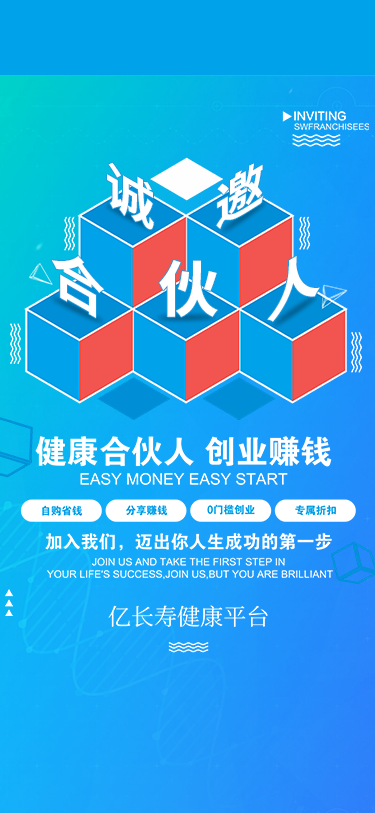 INVITING
SWFRANCHISEES
诚邀
合伙人
健康合伙人 创业赚钱
EASY MONEY EASY START
自购省钱 分享赚钱 0门槛创业 专属折扣
加入我们，迈出你人生成功的第一步
JOIN US AND TAKE THE FIRST STEP IN
YOUR LIFE'S SUCCESS,JOIN US,BUT YOU ARE BRILLIANT
亿长寿健康平台